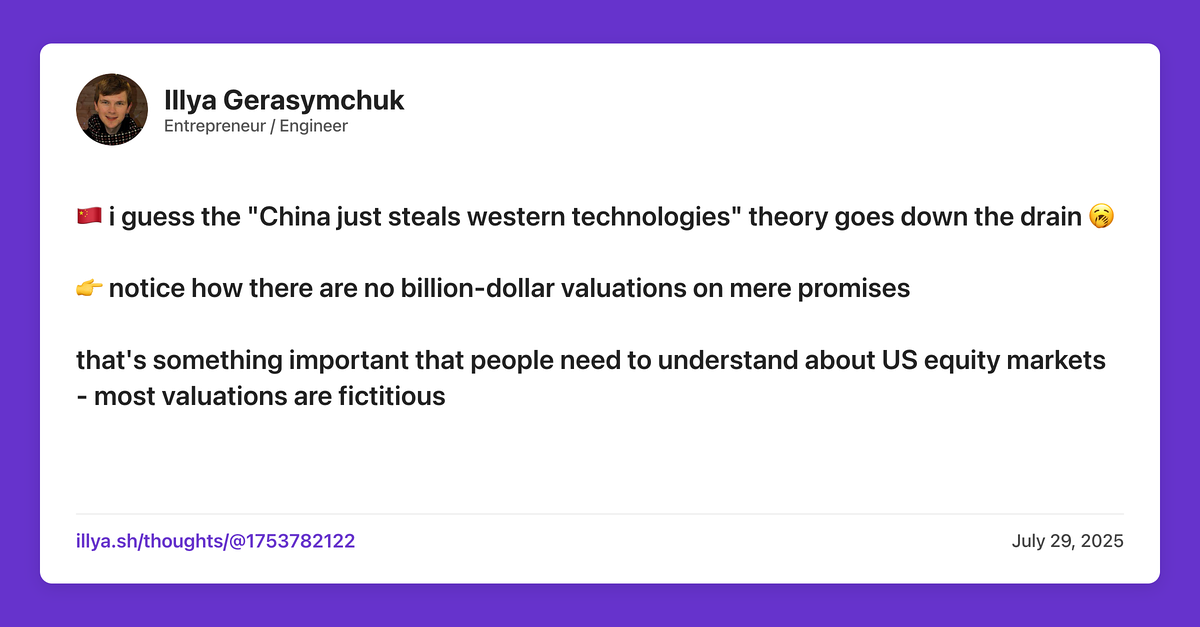 Illya Gerasymchuk
Entrepreneur / Engineer
🇨🇳 i guess the "China just steals western technologies" theory goes down the drain 🥱
👉 notice how there are no billion-dollar valuations on mere promises
that's something important that people need to understand about US equity markets
- most valuations are fictitious
illya.sh/thoughts/@1753782122
July 29, 2025